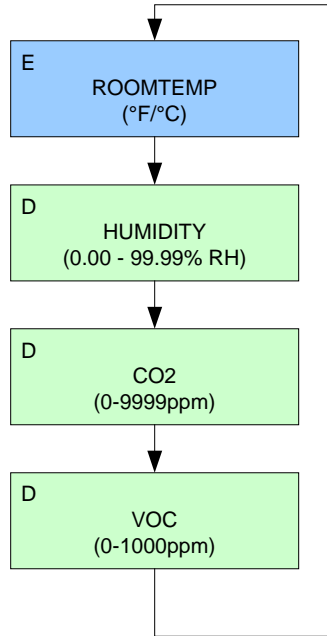 E
ROOMTEMP
(°F/°C)
D
HUMIDITY
(0.00 - 99.99% RH)
D
CO2
(0-9999ppm)
D
VOC
(0-1000ppm)